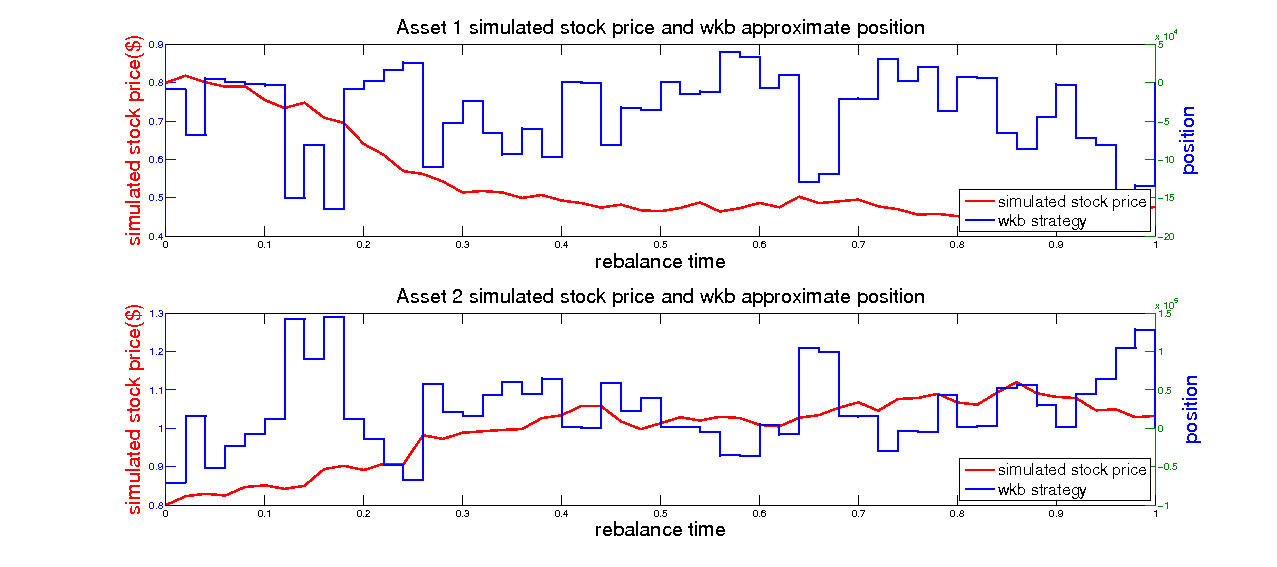 Asset 1 simulated stock price and wkb approximate position
x 10^4
0.9
0.8
0.7
0.6
0.5
0.4
simulated stock price($)
5
0
-5
-10
-15
-20
position
simulated stock price
wkb strategy
0 0.1 0.2 0.3 0.4 0.5 0.6 0.7 0.8 0.9 1
rebalance time
Asset 2 simulated stock price and wkb approximate position
x 10^5
1.3
1.2
1.1
1
0.9
0.8
simulated stock price($)
1.5
1
0.5
0
-0.5
-1
position
simulated stock price
wkb strategy
0 0.1 0.2 0.3 0.4 0.5 0.6 0.7 0.8 0.9 1
rebalance time